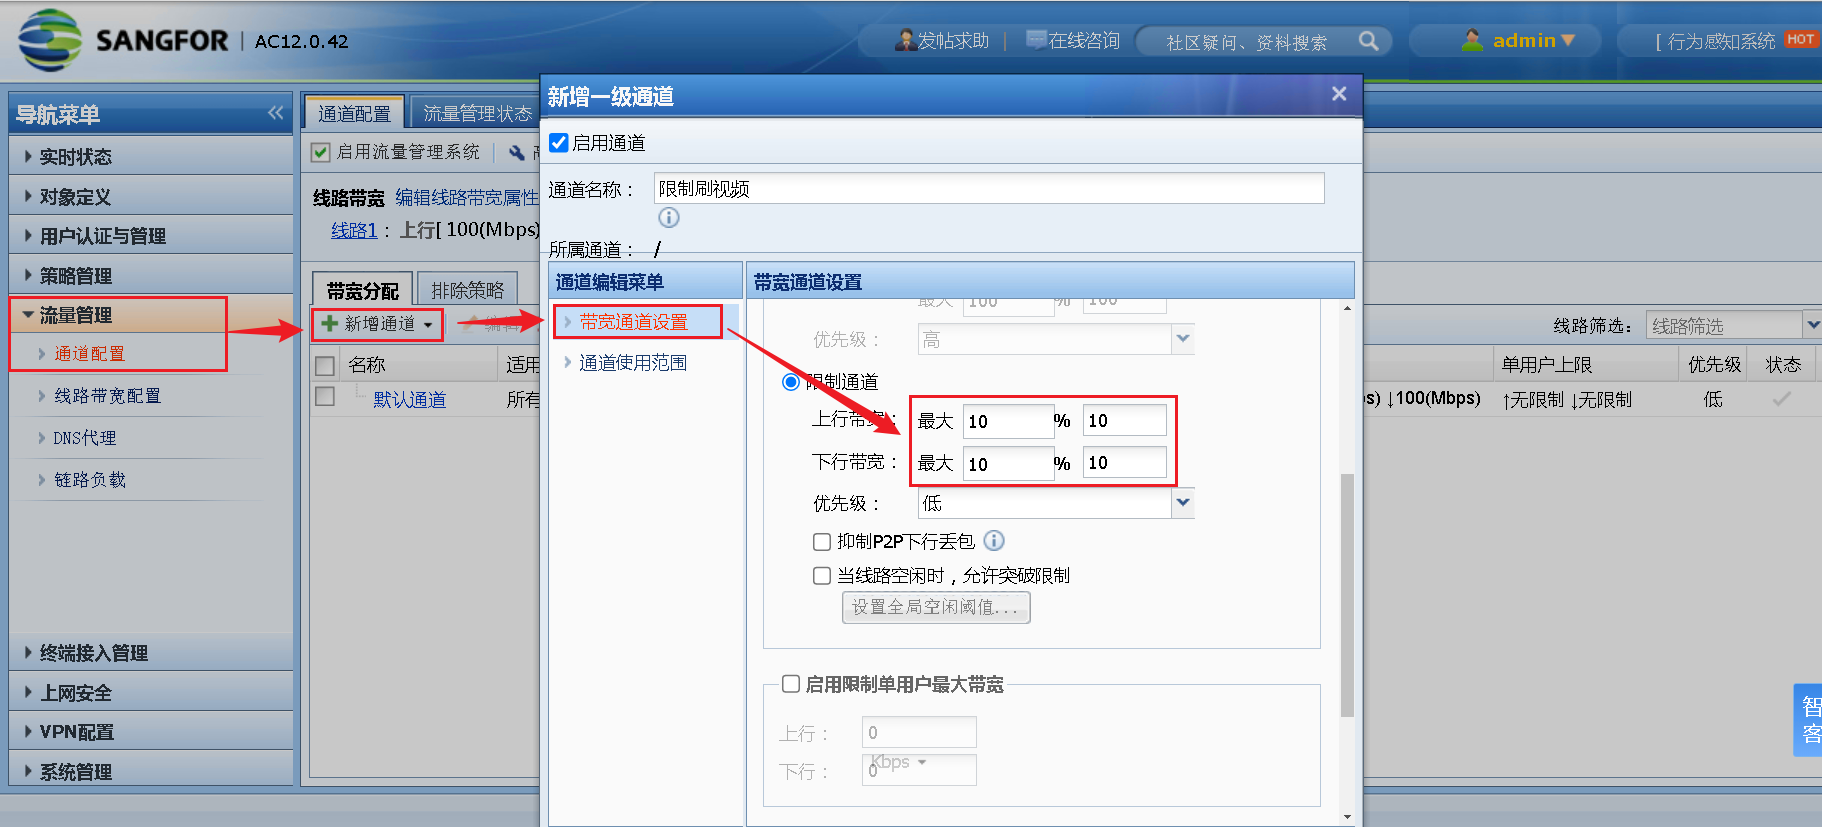 SANGFOR | AC12.0.42
发帖求助
在线咨询
社区疑问、资料搜索
admin
[ 行为感知系统 HOT
导航菜单
实时状态
对象定义
用户认证与管理
策略管理
流量管理
通道配置
线路带宽配置
DNS代理
链路负载
终端接入管理
上网安全
VPN配置
系统管理
通道配置
流量管理状态
启用流量管理系统
线路带宽 编辑线路带宽属性
线路1 : 上行[ 100(Mbps)
带宽分配
排除策略
新增通道
编辑
线路筛选:
线路筛选
名称
适用
单用户上限
优先级
状态
默认通道
所有
s) ↓100(Mbps)
↑无限制 ↓无限制
低
新增一级通道
启用通道
通道名称:
限制刷视频
所属通道: /
通道编辑菜单
带宽通道设置
通道使用范围
带宽通道设置
最大 100 % 100
优先级: 高
限制通道
上行带宽: 最大 10 % 10
下行带宽: 最大 10 % 10
优先级: 低
抑制P2P下行丢包
当线路空闲时，允许突破限制
设置全局空闲阈值...
启用限制单用户最大带宽
上行: 0
Kbps
下行: 0
智
客